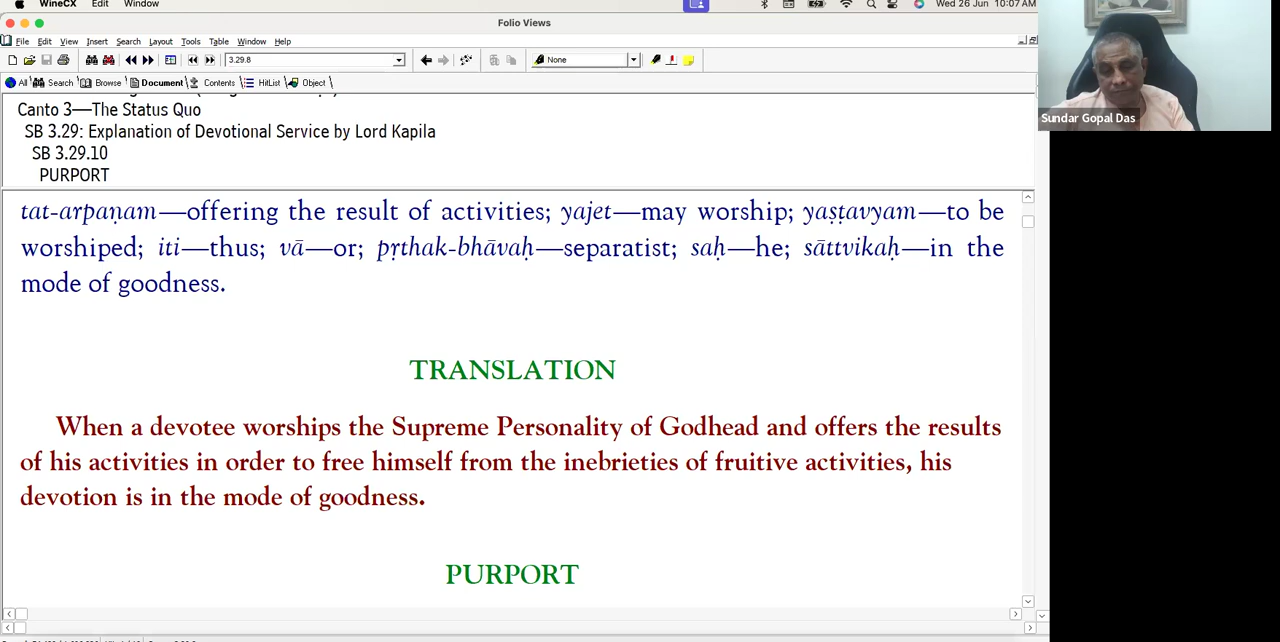 WineCX Edit Window Wed 26 Jun 10:07 AM
Folio Views
File Edit View Insert Search Layout Tools Table Window Help
3.29.8 None
All Search Browse Document Contents HitList Object
Canto 3—The Status Quo
SB 3.29: Explanation of Devotional Service by Lord Kapila
SB 3.29.10
PURPORT
tat-arpaṇam—offering the result of activities; yajet—may worship; yaṣṭavyam—to be
worshiped; iti—thus; vā—or; pṛthak-bhāvaḥ—separatist; saḥ—he; sāttvikaḥ—in the
mode of goodness.
TRANSLATION
When a devotee worships the Supreme Personality of Godhead and offers the results
of his activities in order to free himself from the inebrieties of fruitive activities, his
devotion is in the mode of goodness.
PURPORT
Sundar Gopal Das